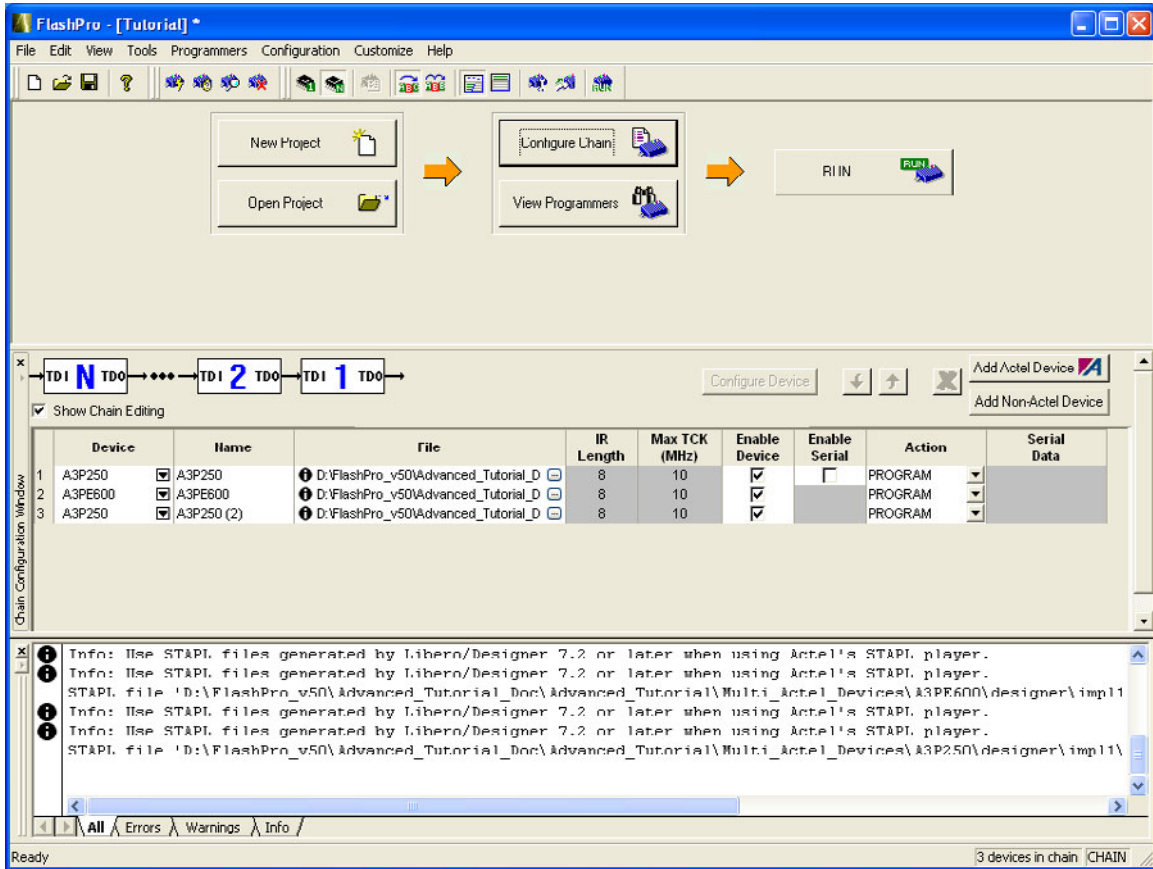 FlashPro - [Tutorial] *
File Edit View Tools Programmers Configuration Customize Help
New Project
Open Project
Configure Chain
View Programmers
RUN
RUN
TDI N TDO TDI 2 TDO TDI 1 TDO
Configure Device
Add Actel Device
Add Non-Actel Device
Show Chain Editing
Device Name File IR Length Max TCK (MHz) Enable Device Enable Serial Action Serial Data
1 A3P250 A3P250 D:\FlashPro_v50\Advanced_Tutorial_D 8 10 PROGRAM
2 A3PE600 A3PE600 D:\FlashPro_v50\Advanced_Tutorial_D 8 10 PROGRAM
3 A3P250 A3P250 (2) D:\FlashPro_v50\Advanced_Tutorial_D 8 10 PROGRAM
Chain Configuration Window
Info: Use STAPL files generated by Libero/Designer 7.2 or later when using Actel's STAPL player.
Info: Use STAPL files generated by Libero/Designer 7.2 or later when using Actel's STAPL player.
STAPL file 'D:\FlashPro_v50\Advanced_Tutorial_Doc\Advanced_Tutorial\Multi_Actel_Devices\A3PE600\designer\impl1
Info: Use STAPL files generated by Libero/Designer 7.2 or later when using Actel's STAPL player.
Info: Use STAPL files generated by Libero/Designer 7.2 or later when using Actel's STAPL player.
STAPL file 'D:\FlashPro_v50\Advanced_Tutorial_Doc\Advanced_Tutorial\Multi_Actel_Devices\A3P250\designer\impl1\
All Errors Warnings Info
Ready 3 devices in chain CHAIN